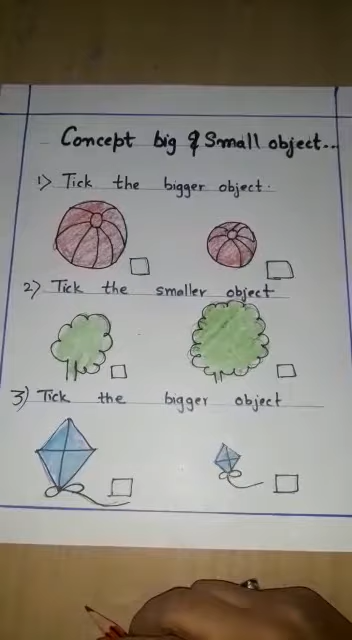 Concept big & Small object...
1) Tick the bigger object.
2) Tick the smaller object
3) Tick the bigger object